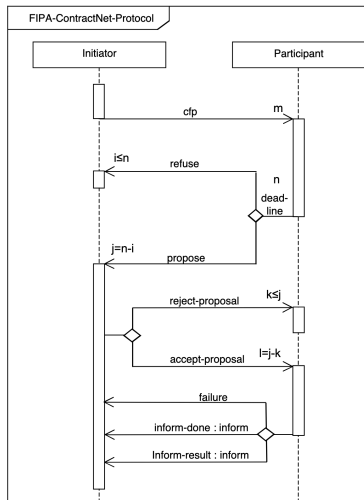 FIPA-ContractNet-Protocol
Initiator
Participant
cfp
m
i≤n
refuse
n
dead-
line
j=n-i
propose
reject-proposal
k≤j
accept-proposal
l=j-k
failure
inform-done : inform
Inform-result : inform